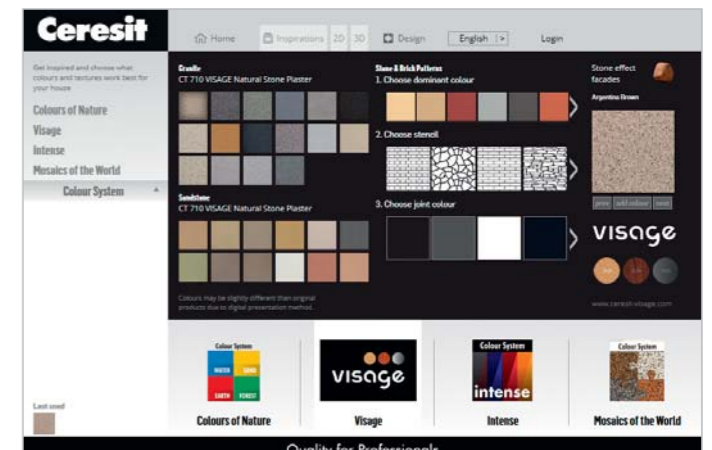 Ceresit
Home
Inspirations
2D
3D
Design
English >
Login
Get inspired and choose what
colours and textures work best for
your house
Colours of Nature
Visage
Intense
Mosaics of the World
Colour System
Granite
CT 710 VISAGE Natural Stone Plaster
Sandstone
CT 710 VISAGE Natural Stone Plaster
Colours may be slightly different than original
products due to digital presentation method.
Stone & Brick Patterns
1. Choose dominant colour
2. Choose stencil
3. Choose joint colour
Stone effect
facades
Argentina Brown
prev
add colour
next
visage
www.ceresit-visage.com
Last used
Colour System
WATER
SAND
EARTH
FOREST
Colours of Nature
visage
Visage
Colour System
intense
Intense
Colour System
Mosaics of the World
Quality for Professionals